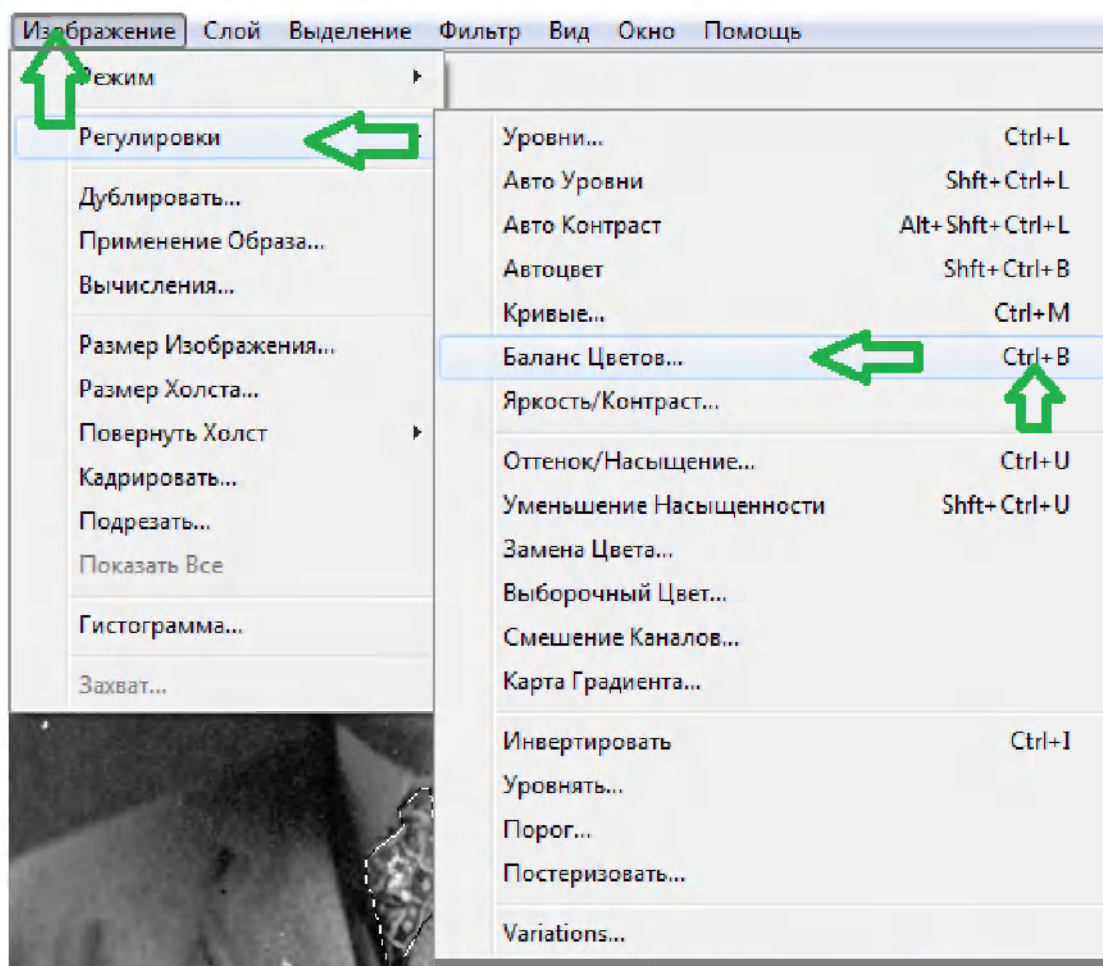 Изображение Слой Выделение Фильтр Вид Окно Помощь
Режим
Регулировки
Дублировать...
Применение Образа...
Вычисления...
Размер Изображения...
Размер Холста...
Повернуть Холст
Кадрировать...
Подрезать...
Показать Все
Гистограмма...
Захват...
Уровни... Ctrl+L
Авто Уровни Shft+Ctrl+L
Авто Контраст Alt+Shft+Ctrl+L
Автоцвет Shft+Ctrl+B
Кривые... Ctrl+M
Баланс Цветов... Ctrl+B
Яркость/Контраст...
Оттенок/Насыщение... Ctrl+U
Уменьшение Насыщенности Shft+Ctrl+U
Замена Цвета...
Выборочный Цвет...
Смешение Каналов...
Карта Градиента...
Инвертировать Ctrl+I
Уровнять...
Порог...
Постеризовать...
Variations...